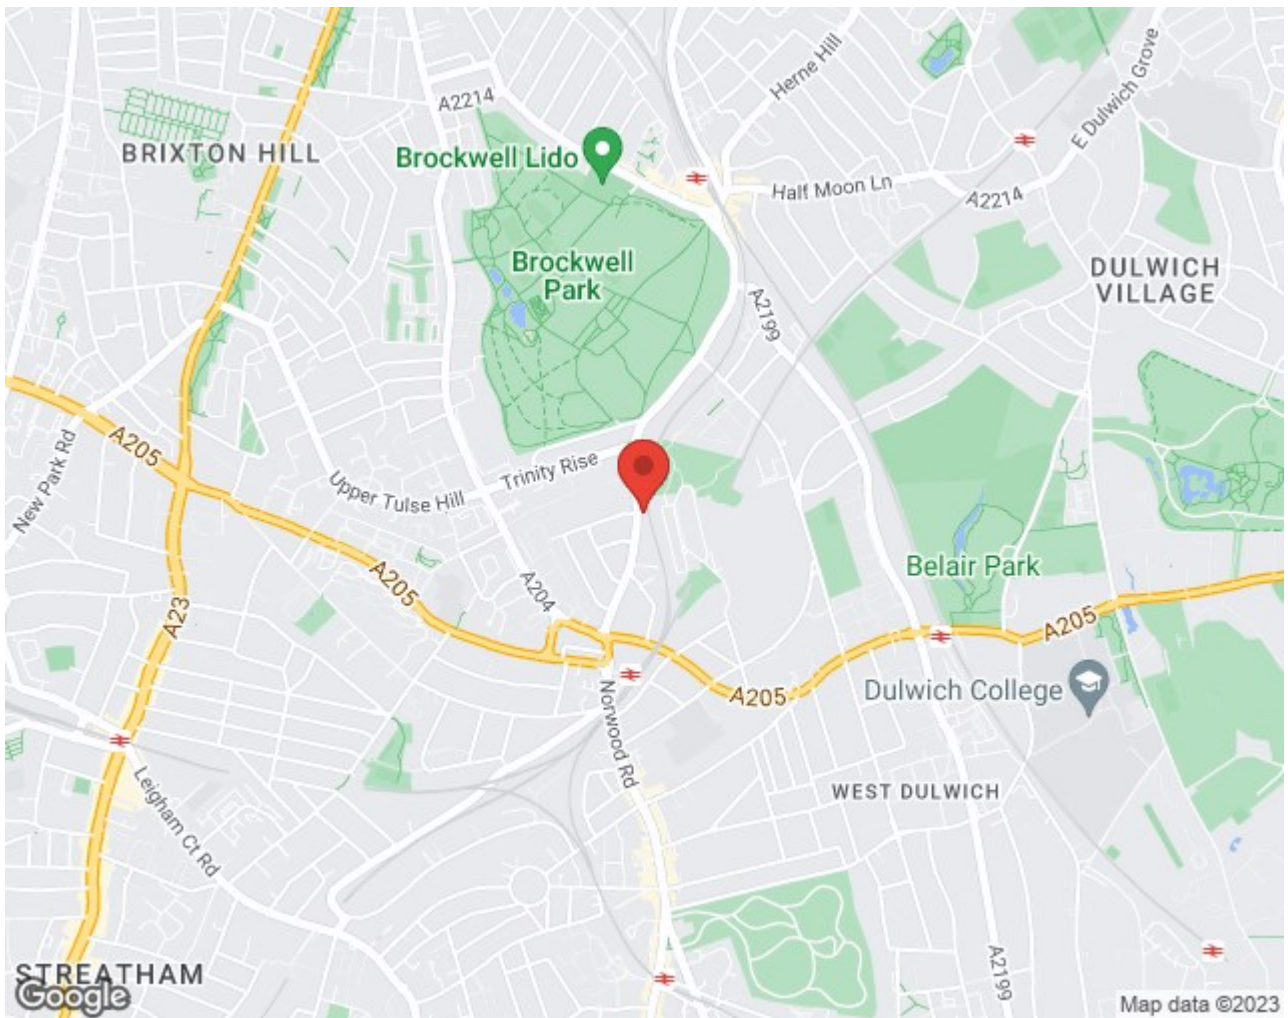 Herne Hill
E Dulwich Grove
A2214
BRIXTON HILL
Brockwell Lido
Half Moon Ln
A2214
Brockwell
Park
DULWICH
VILLAGE
A2199
A205
New Park Rd
Upper Tulse Hill
Trinity Rise
A205
A204
Belair Park
A23
A205
A205
Dulwich College
Norwood Rd
Leigham Ct Rd
WEST DULWICH
A2199
STREATHAM
Google
Map data ©2023